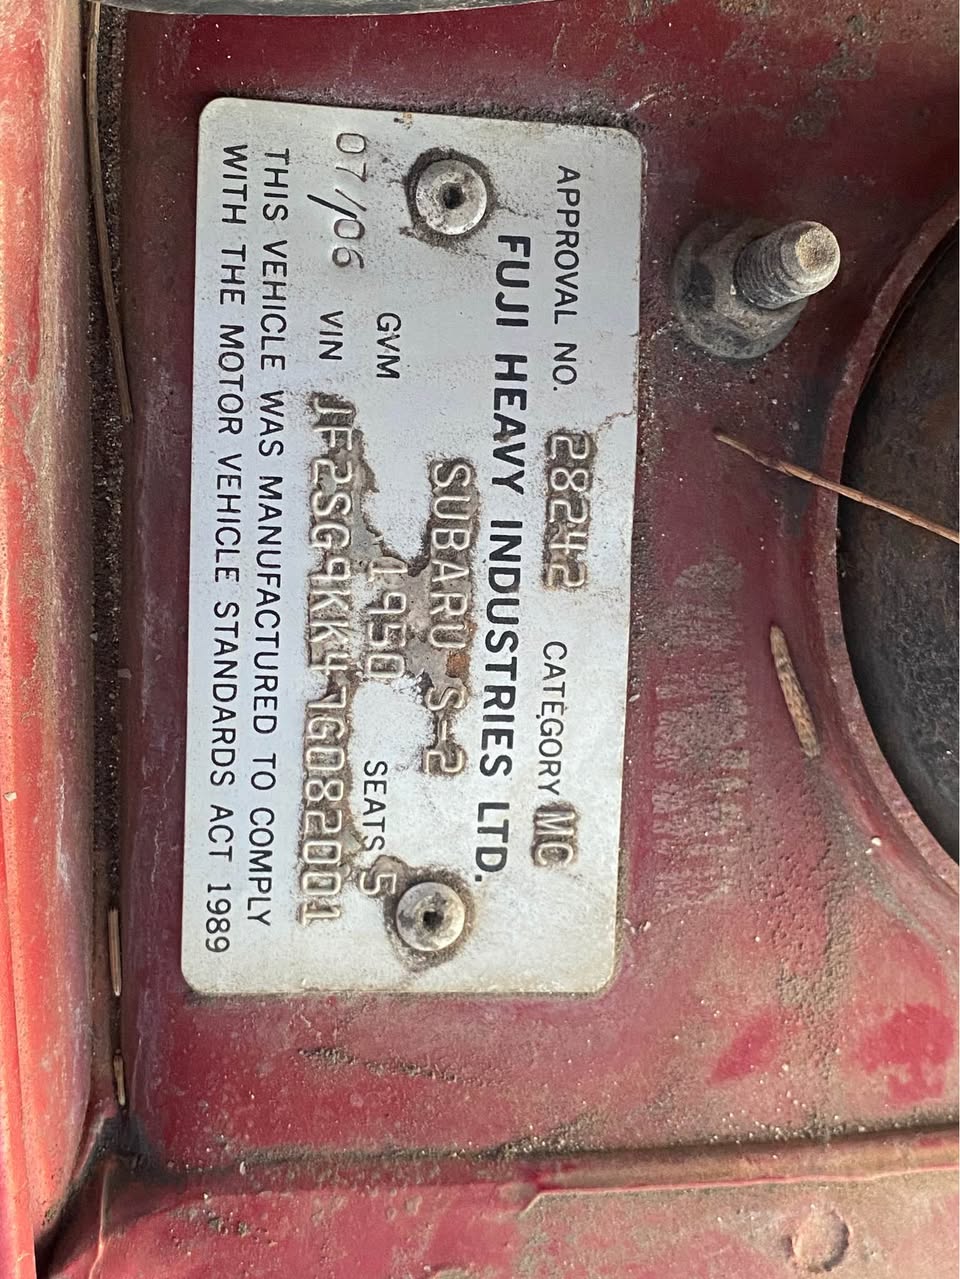 APPROVAL NO. 28242 CATEGORY MC
FUJI HEAVY INDUSTRIES LTD.
SUBARU S-2
GVM 1950 SEATS 5
07/06 VIN JF2SG9KK47G082001
THIS VEHICLE WAS MANUFACTURED TO COMPLY
WITH THE MOTOR VEHICLE STANDARDS ACT 1989